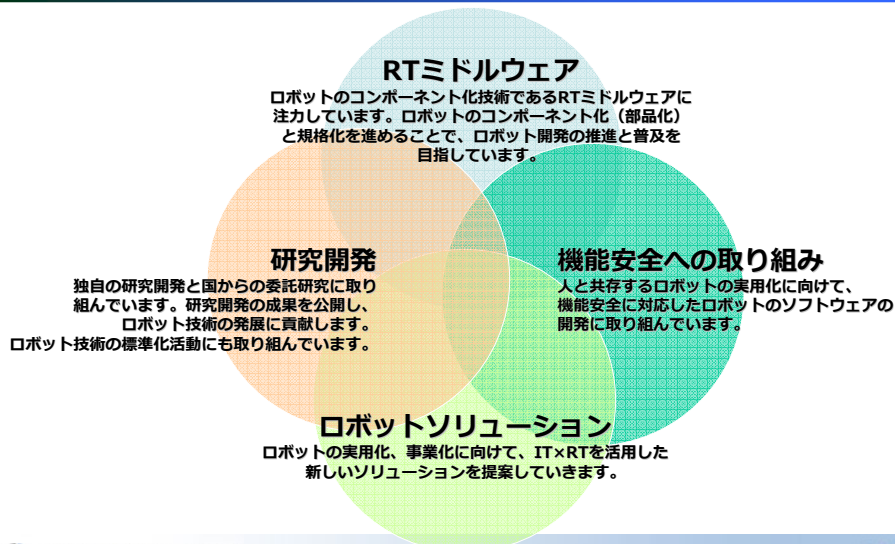 RTミドルウェア
ロボットのコンポーネント化技術であるRTミドルウェアに
注力しています。ロボットのコンポーネント化（部品化）
と規格化を進めることで、ロボット開発の推進と普及を
目指しています。
研究開発
独自の研究開発と国からの委託研究に取り
組んでいます。研究開発の成果を公開し、
ロボット技術の発展に貢献します。
ロボット技術の標準化活動にも取り組んでいます。
機能安全への取り組み
人と共存するロボットの実用化に向けて、
機能安全に対応したロボットのソフトウェアの
開発に取り組んでいます。
ロボットソリューション
ロボットの実用化、事業化に向けて、IT×RTを活用した
新しいソリューションを提案していきます。